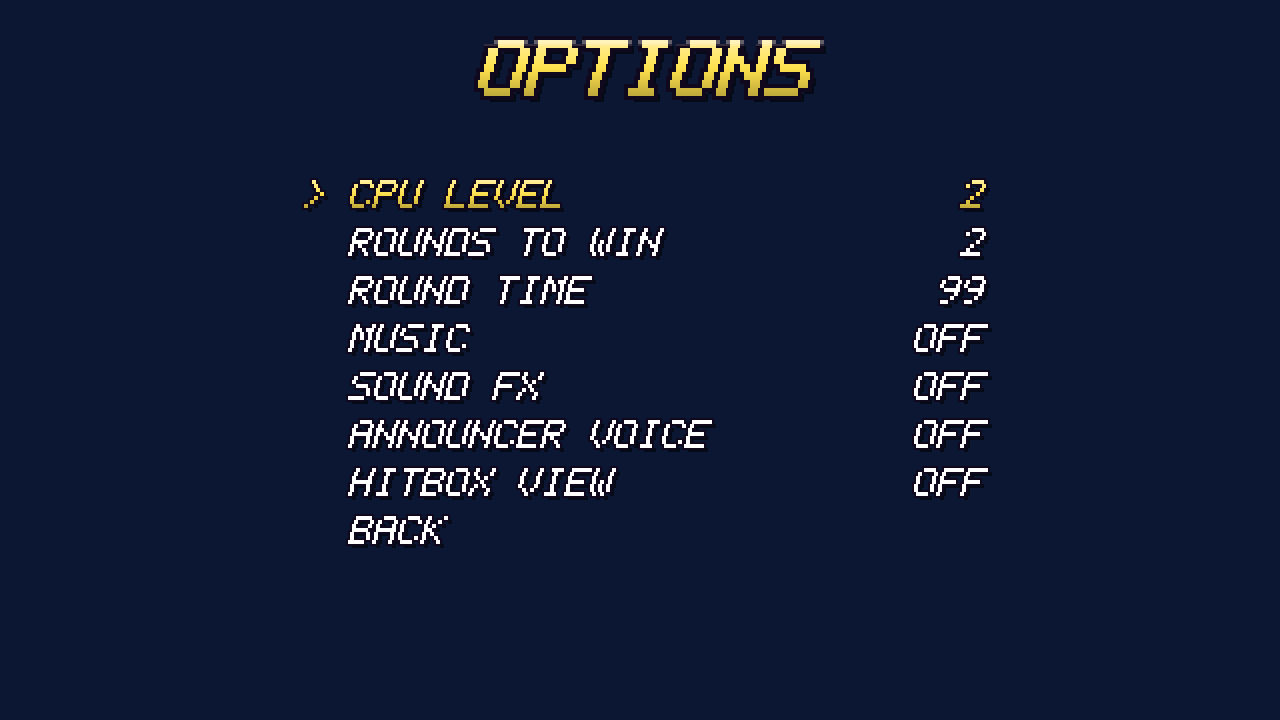 OPTIONS
> CPU LEVEL 2
ROUNDS TO WIN 2
ROUND TIME 99
MUSIC OFF
SOUND FX OFF
ANNOUNCER VOICE OFF
HITBOX VIEW OFF
BACK